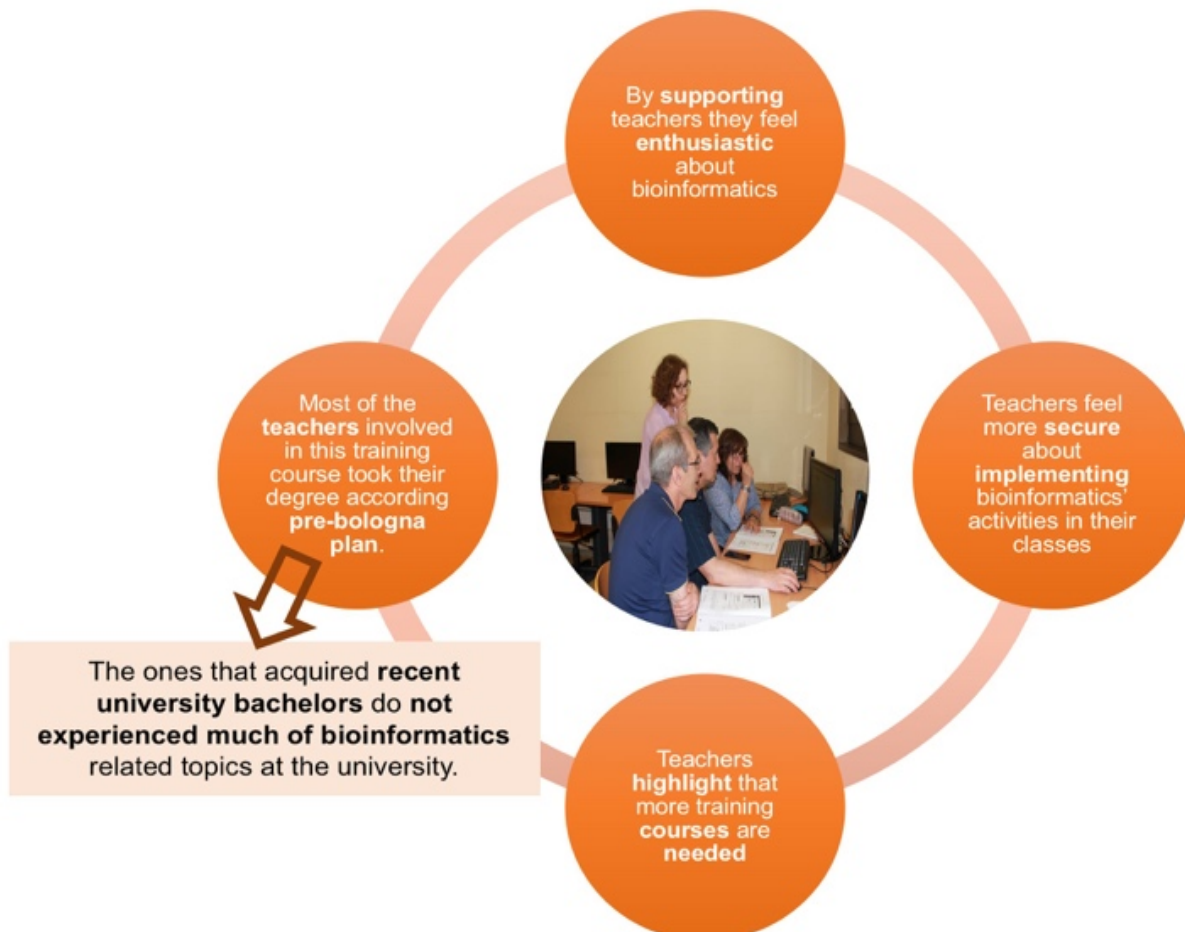 By supporting
teachers they feel
enthusiastic
about
bioinformatics
Most of the
teachers involved
in this training
course took their
degree according
pre-bologna
plan.
Teachers feel
more secure
about
implementing
bioinformatics'
activities in their
classes
The ones that acquired recent
university bachelors do not
experienced much of bioinformatics
related topics at the university.
Teachers
highlight that
more training
courses are
needed